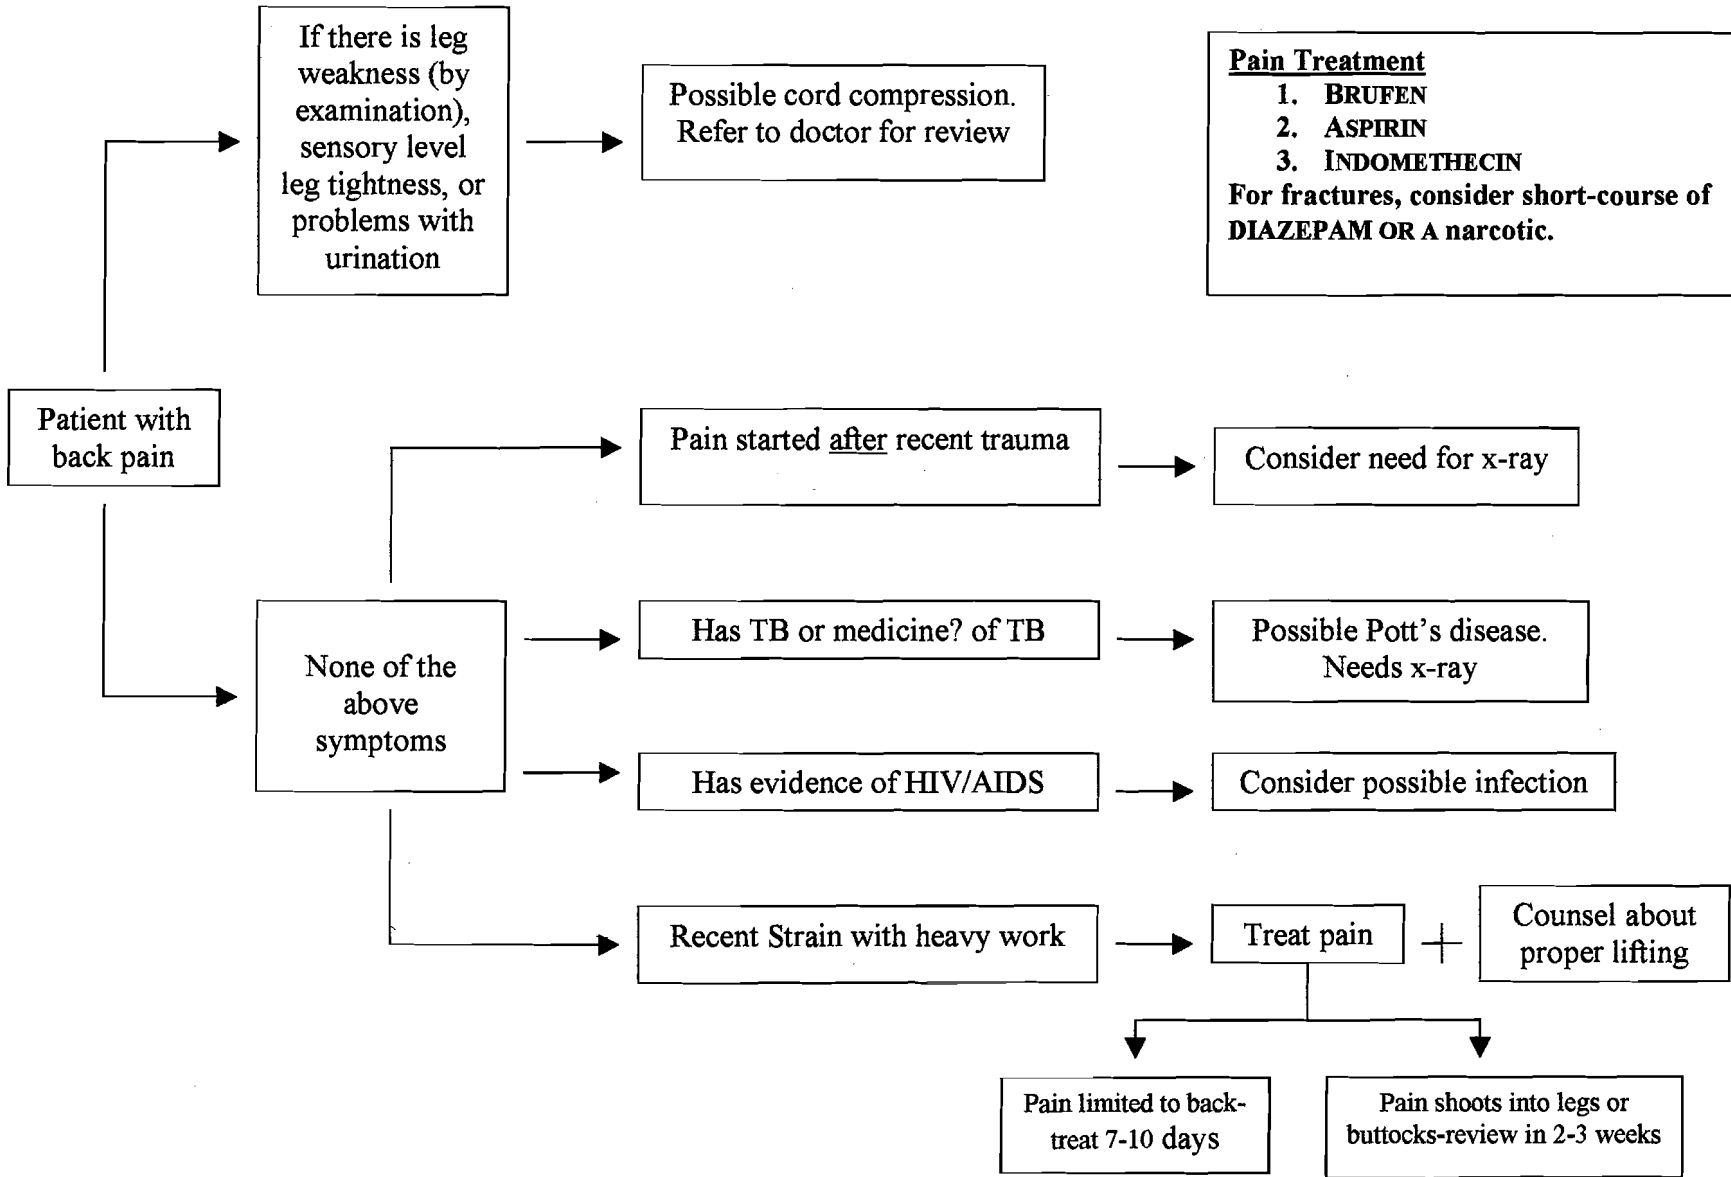 If there is leg
weakness (by
examination),
sensory level
leg tightness, or
problems with
urination
Possible cord compression.
Refer to doctor for review
Pain Treatment
1. BRUFEN
2. ASPIRIN
3. INDOMETHECIN
For fractures, consider short-course of
DIAZEPAM OR A narcotic.
Patient with
back pain
Pain started after recent trauma
Consider need for x-ray
None of the
above
symptoms
Has TB or medicine? of TB
Possible Pott's disease.
Needs x-ray
Has evidence of HIV/AIDS
Consider possible infection
Recent Strain with heavy work
Treat pain
+
Counsel about
proper lifting
Pain limited to back-
treat 7-10 days
Pain shoots into legs or
buttocks-review in 2-3 weeks